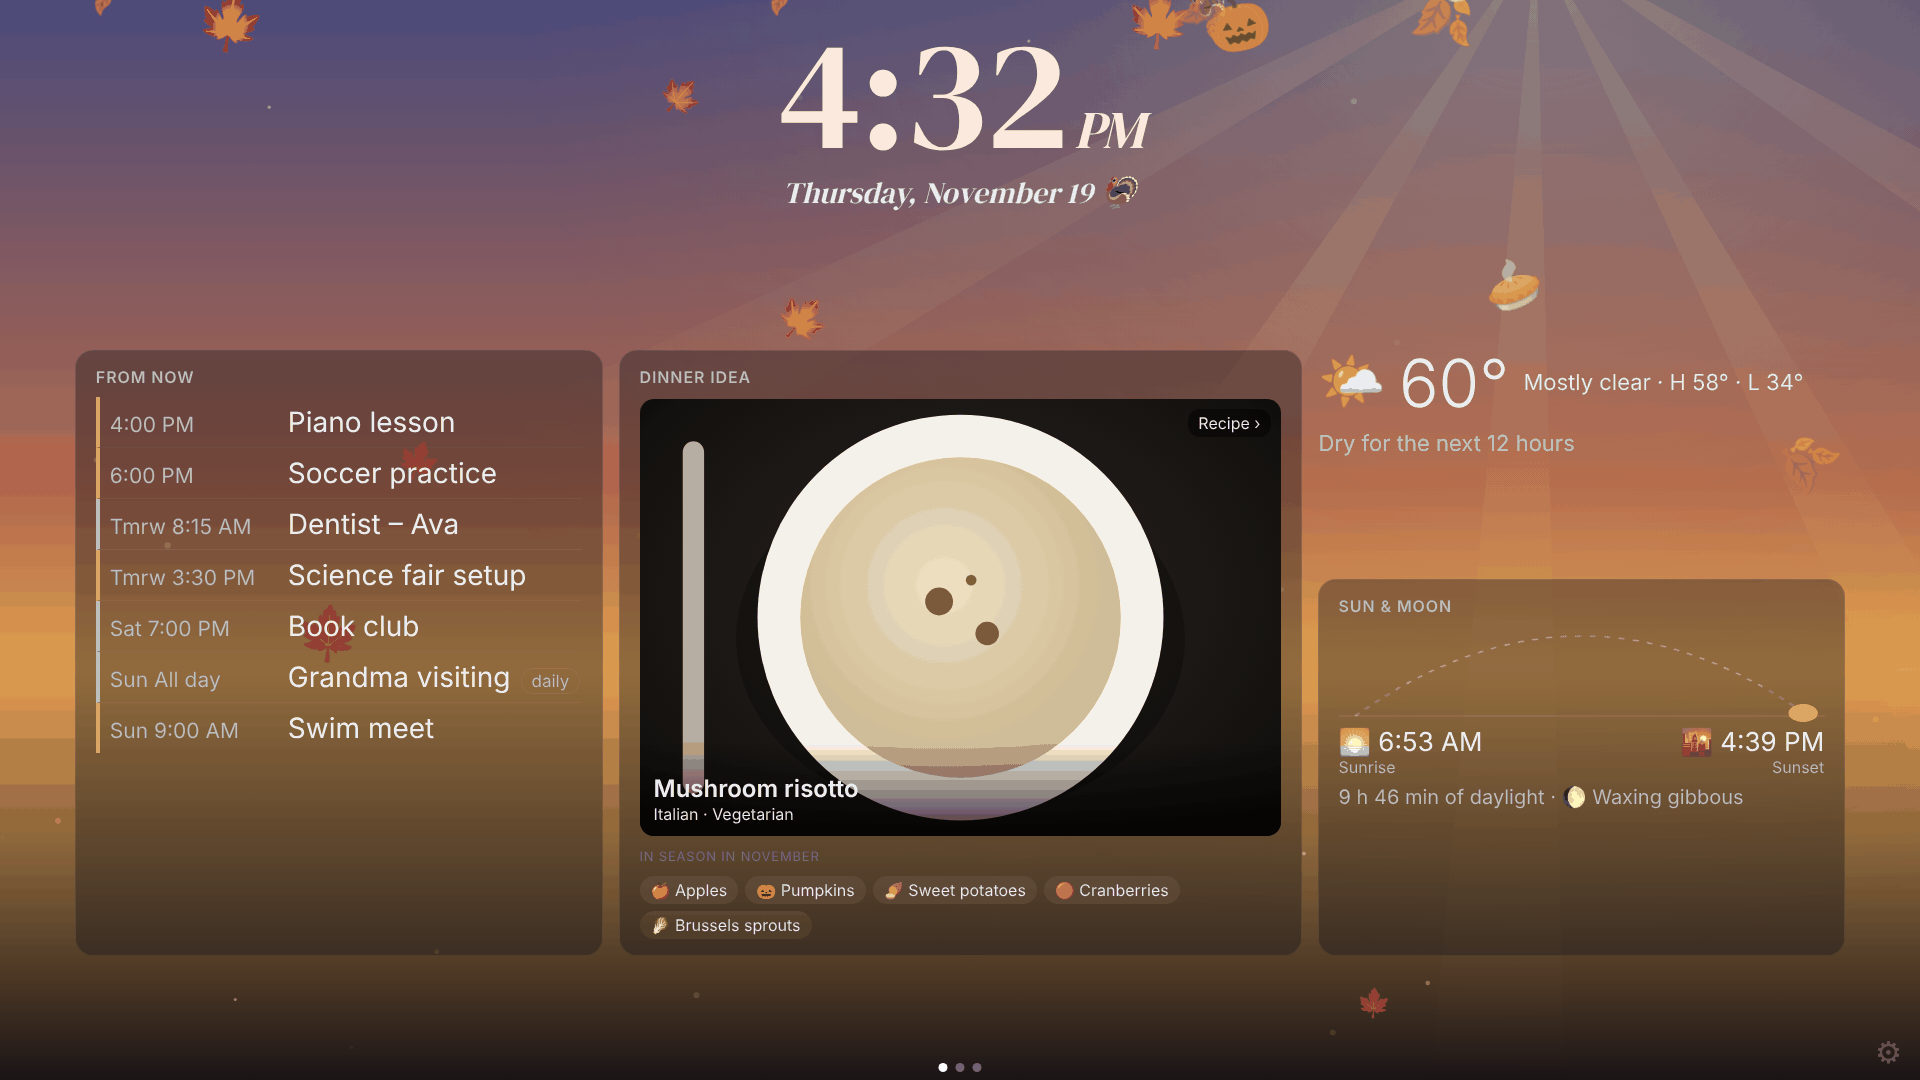 4:32 PM
Thursday, November 19
FROM NOW
4:00 PM Piano lesson
6:00 PM Soccer practice
Tmrw 8:15 AM Dentist – Ava
Tmrw 3:30 PM Science fair setup
Sat 7:00 PM Book club
Sun All day Grandma visiting daily
Sun 9:00 AM Swim meet
DINNER IDEA
Recipe ›
Mushroom risotto
Italian · Vegetarian
IN SEASON IN NOVEMBER
Apples Pumpkins Sweet potatoes Cranberries
Brussels sprouts
60° Mostly clear · H 58° · L 34°
Dry for the next 12 hours
SUN & MOON
6:53 AM 4:39 PM
Sunrise Sunset
9 h 46 min of daylight · Waxing gibbous